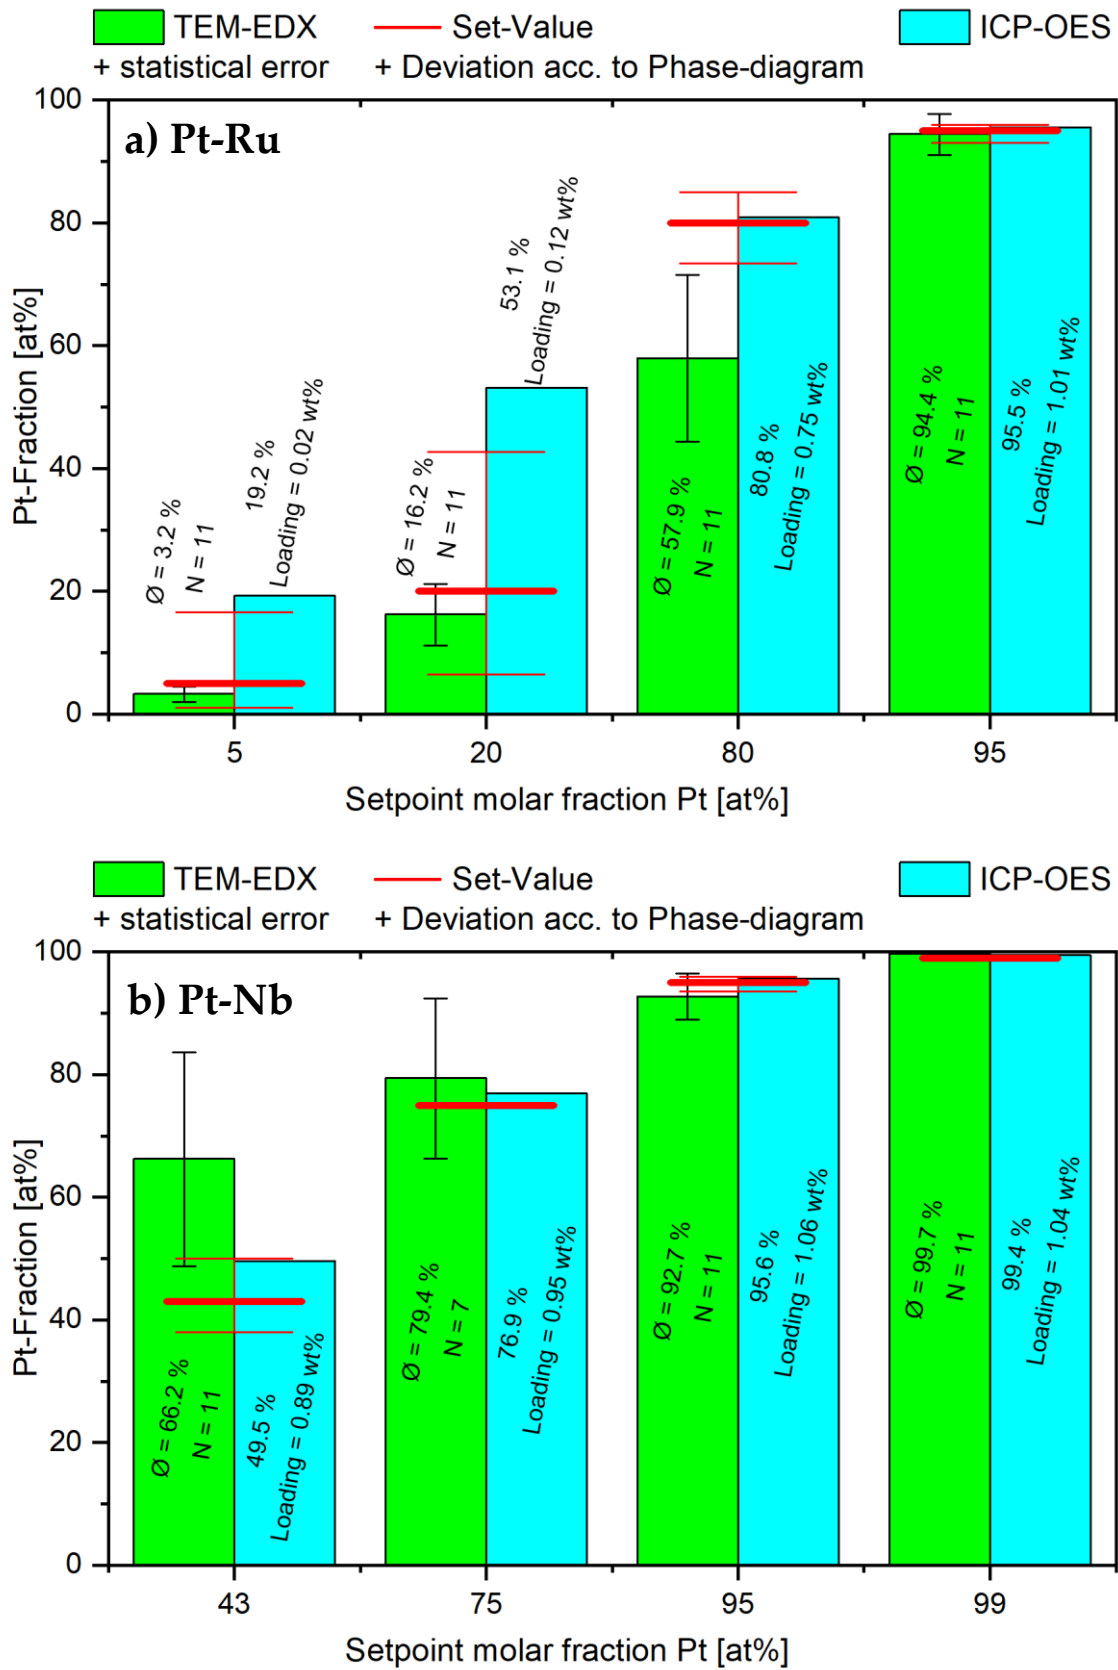 TEM-EDX
+ statistical error
Set-Value
+ Deviation acc. to Phase-diagram
ICP-OES
a) Pt-Ru
Pt-Fraction [at%]
100
80
60
40
20
0
Ø = 3.2 %
N = 11
19.2 %
Loading = 0.02 wt%
Ø = 16.2 %
N = 11
53.1 %
Loading = 0.12 wt%
Ø = 57.9 %
N = 11
80.8 %
Loading = 0.75 wt%
Ø = 94.4 %
N = 11
95.5 %
Loading = 1.01 wt%
5 20 80 95
Setpoint molar fraction Pt [at%]
TEM-EDX
+ statistical error
Set-Value
+ Deviation acc. to Phase-diagram
ICP-OES
b) Pt-Nb
Pt-Fraction [at%]
100
80
60
40
20
0
Ø = 66.2 %
N = 11
49.5 %
Loading = 0.89 wt%
Ø = 79.4 %
N = 7
76.9 %
Loading = 0.95 wt%
Ø = 92.7 %
N = 11
95.6 %
Loading = 1.06 wt%
Ø = 99.7 %
N = 11
99.4 %
Loading = 1.04 wt%
43 75 95 99
Setpoint molar fraction Pt [at%]